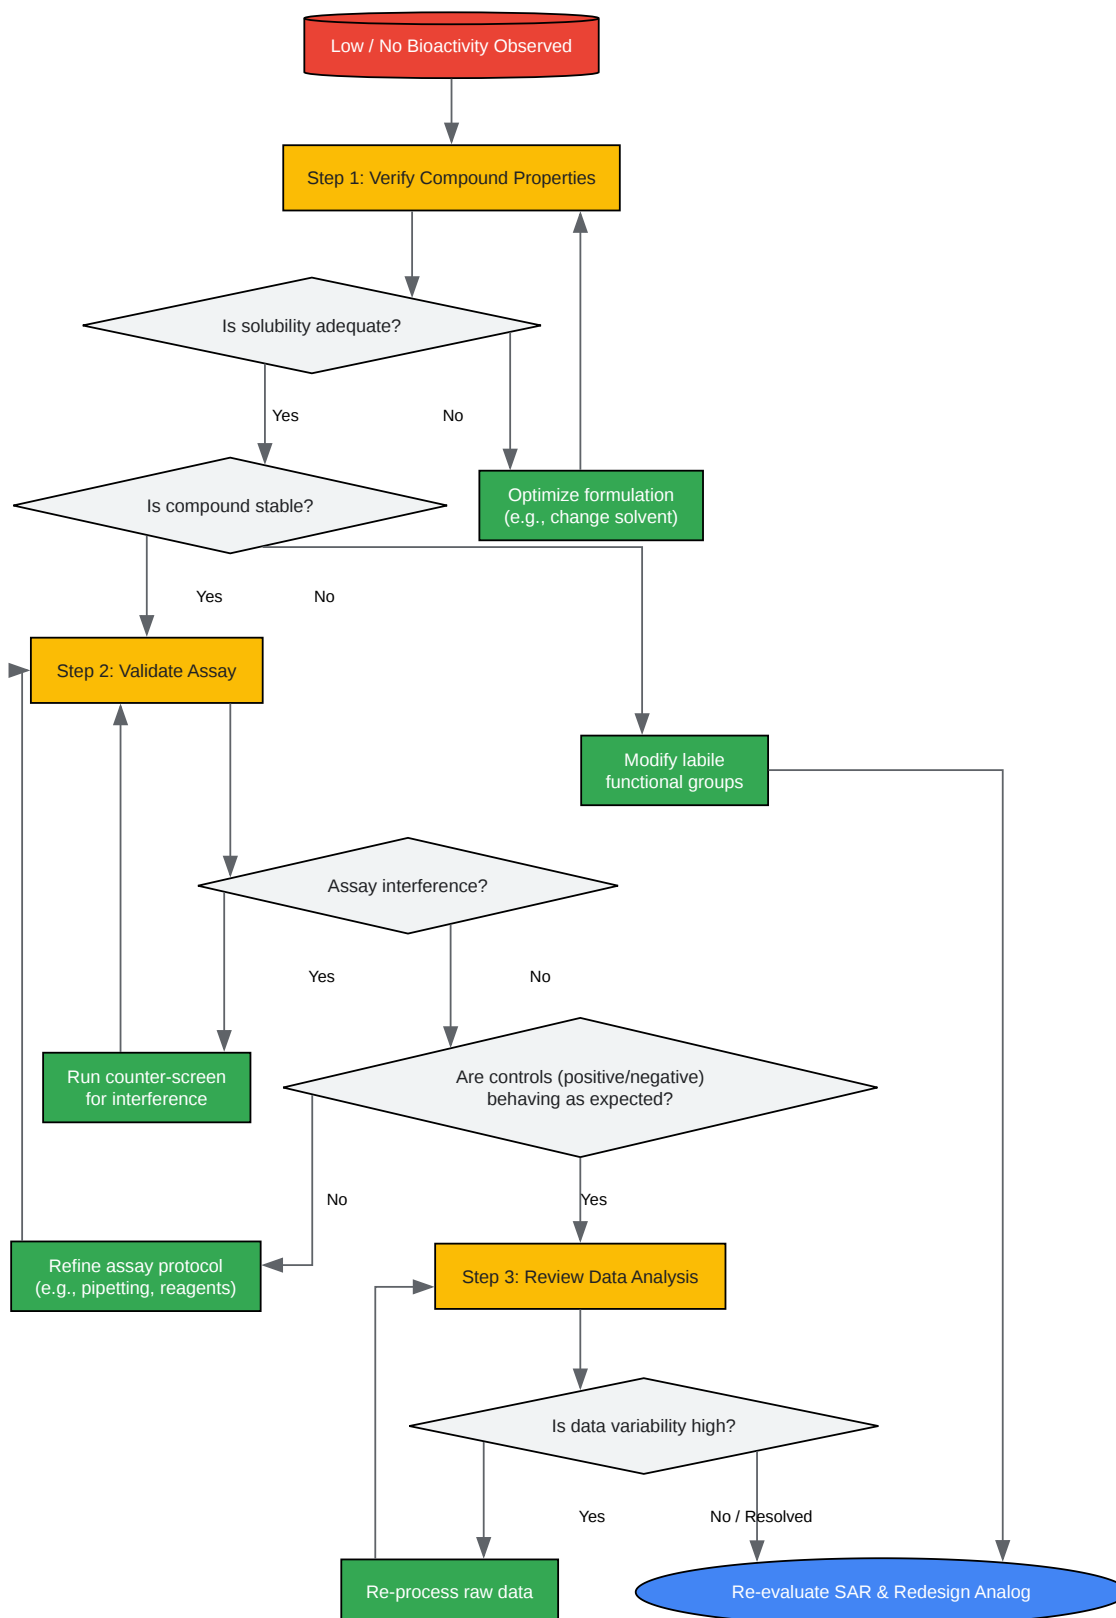 Low / No Bioactivity Observed
Step 1: Verify Compound Properties
Is solubility adequate?
Yes
No
Optimize formulation
(e.g., change solvent)
Is compound stable?
Yes
No
Step 2: Validate Assay
Modify labile
functional groups
Assay interference?
Yes
No
Run counter-screen
for interference
Are controls (positive/negative)
behaving as expected?
No
Yes
Refine assay protocol
(e.g., pipetting, reagents)
Step 3: Review Data Analysis
Is data variability high?
Yes
No / Resolved
Re-process raw data
Re-evaluate SAR & Redesign Analog